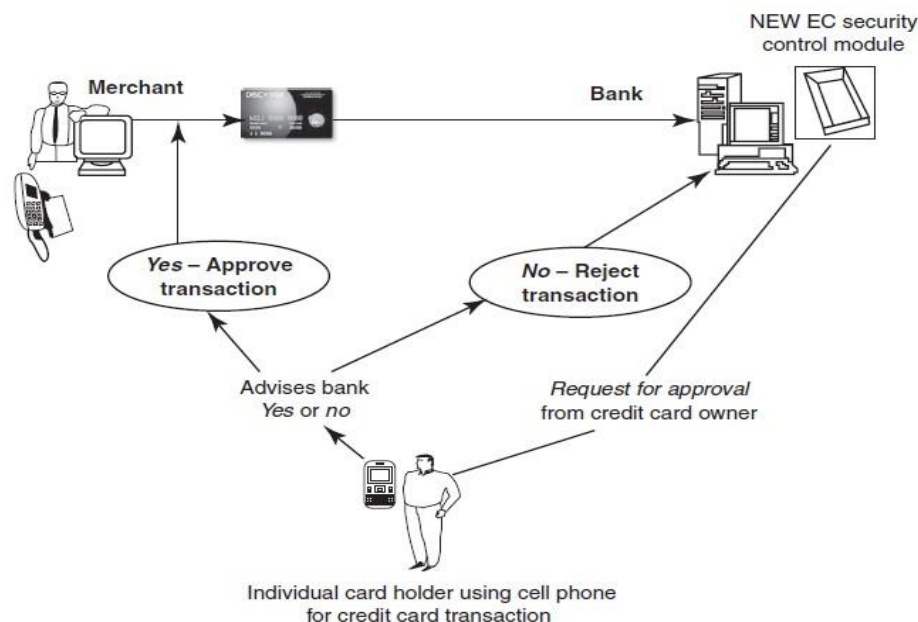 NEW EC security
control module
Merchant
Bank
Yes – Approve
transaction
No – Reject
transaction
Advises bank
Yes or no
Request for approval
from credit card owner
Individual card holder using cell phone
for credit card transaction